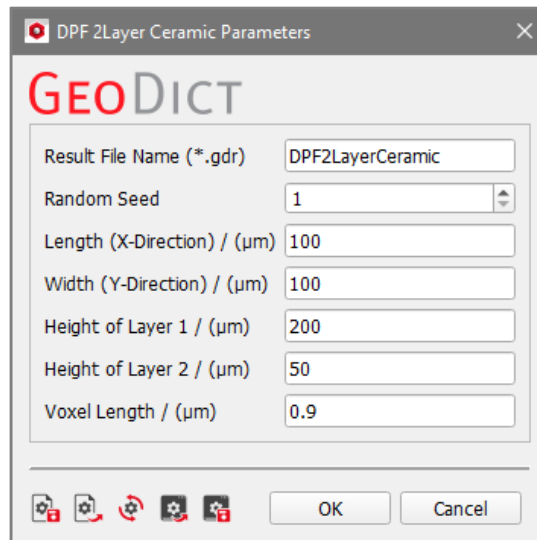 DPF 2Layer Ceramic Parameters
GEODICT
Result File Name (*.gdr) DPF2LayerCeramic
Random Seed 1
Length (X-Direction) / (µm) 100
Width (Y-Direction) / (µm) 100
Height of Layer 1 / (µm) 200
Height of Layer 2 / (µm) 50
Voxel Length / (µm) 0.9
OK Cancel